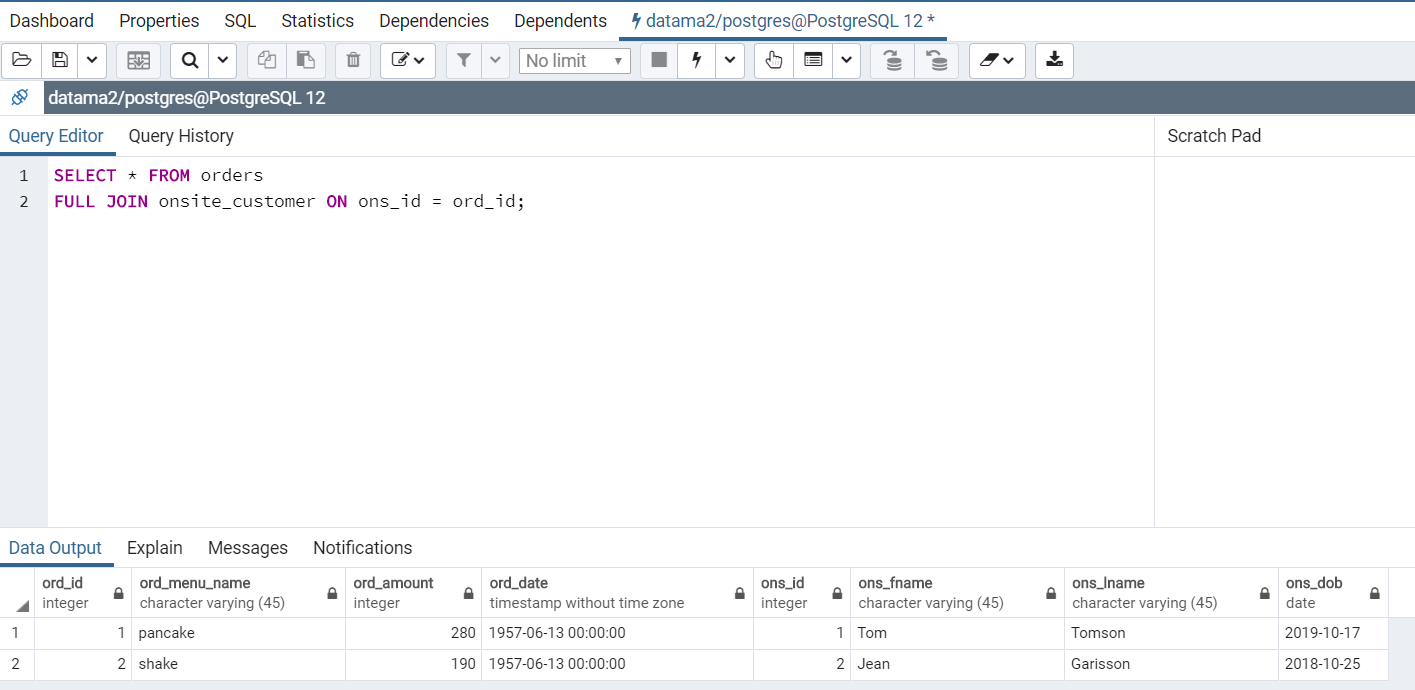 Dashboard Properties SQL Statistics Dependencies Dependents datama2/postgres@PostgreSQL 12 *
No limit
datama2/postgres@PostgreSQL 12
Query Editor Query History Scratch Pad
1 SELECT * FROM orders
2 FULL JOIN onsite_customer ON ons_id = ord_id;
Data Output Explain Messages Notifications
ord_id ord_menu_name ord_amount ord_date ons_id ons_fname ons_lname ons_dob
integer character varying (45) integer timestamp without time zone integer character varying (45) character varying (45) date
1 1 pancake 280 1957-06-13 00:00:00 1 Tom Tomson 2019-10-17
2 2 shake 190 1957-06-13 00:00:00 2 Jean Garisson 2018-10-25